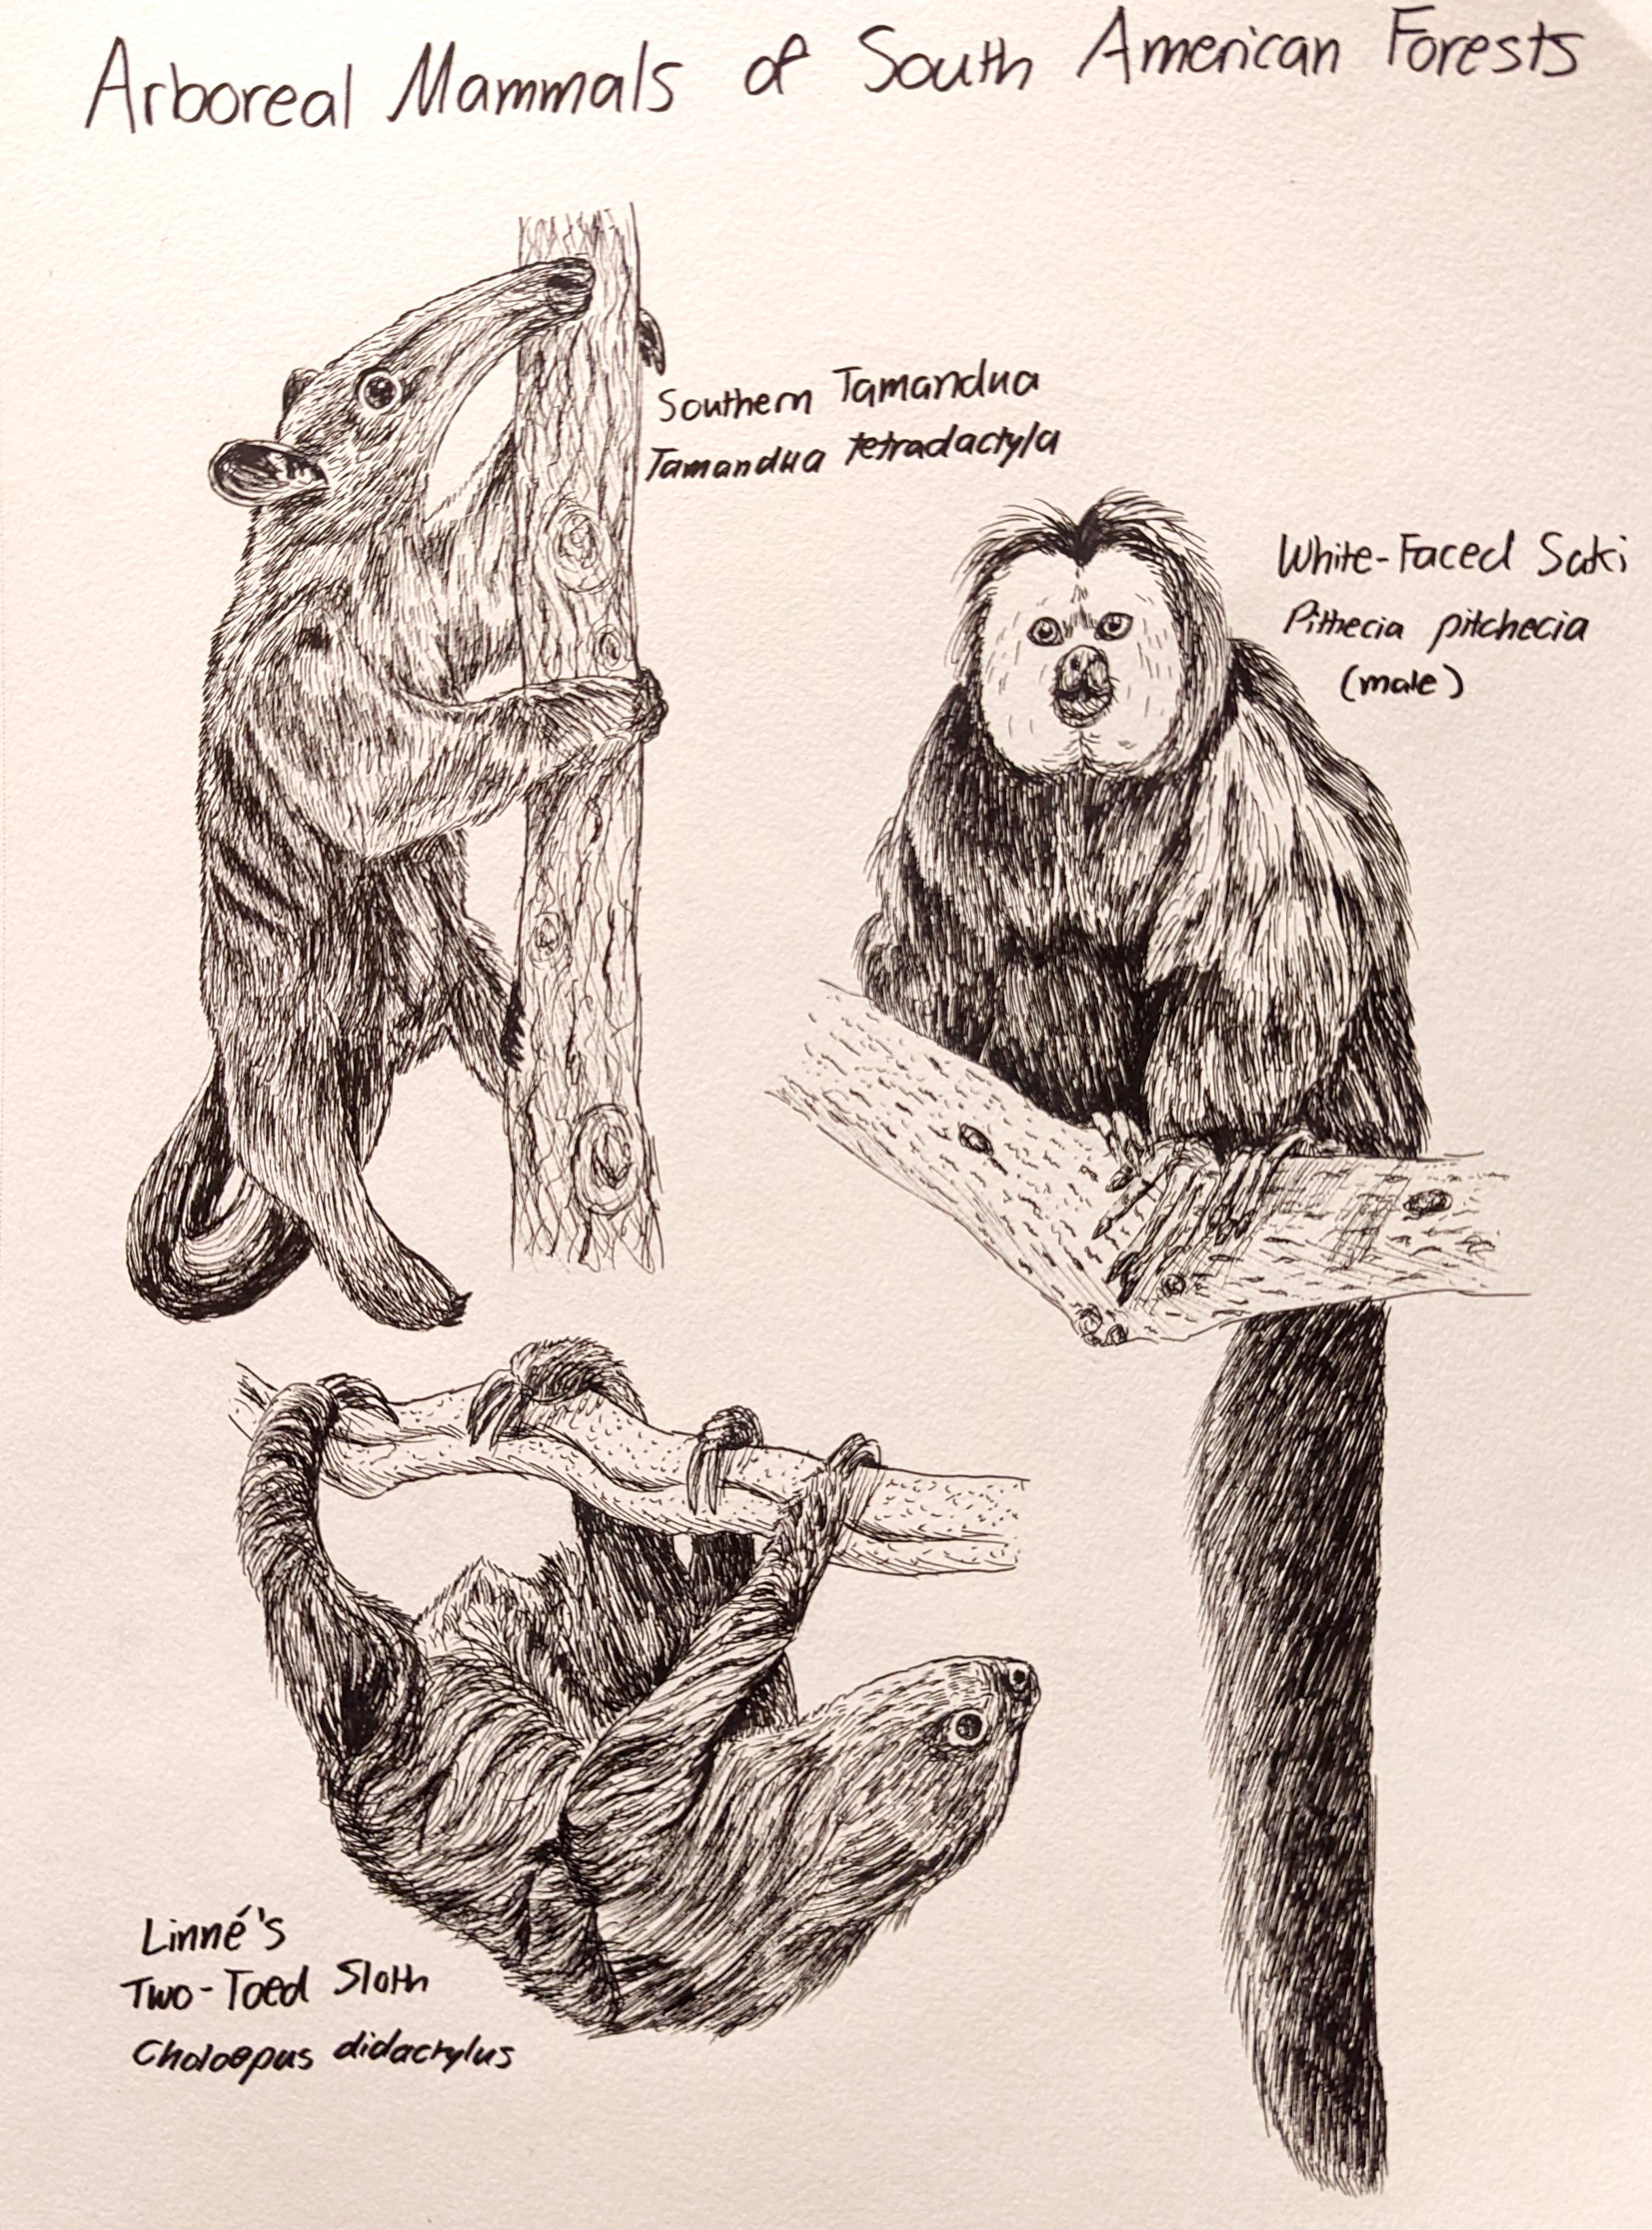 Arboreal Mammals of South American Forests
Southern Tamandua
Tamandua tetradactyla
White-Faced Saki
Pithecia pitchecia
(male)
Linné's
Two-Toed Sloth
Choloepus didactylus